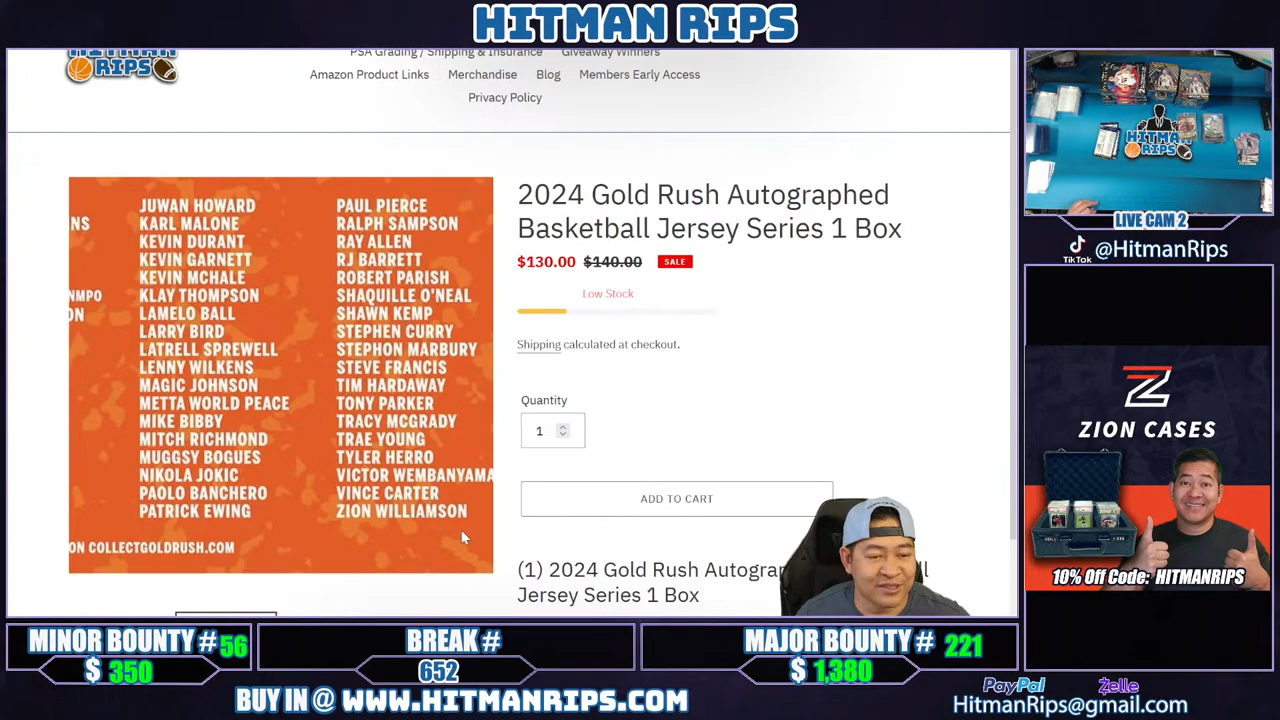 HITMAN RIPS
HITMAN
RIPS
PSA Grading / Shipping & Insurance Giveaway Winners
Amazon Product Links Merchandise Blog Members Early Access
Privacy Policy
NS JUWAN HOWARD PAUL PIERCE
KARL MALONE RALPH SAMPSON
KEVIN DURANT RAY ALLEN
KEVIN GARNETT RJ BARRETT
KEVIN MCHALE ROBERT PARISH
NMPO KLAY THOMPSON SHAQUILLE O'NEAL
ON LAMELO BALL SHAWN KEMP
LARRY BIRD STEPHEN CURRY
LATRELL SPREWELL STEPHON MARBURY
LENNY WILKENS STEVE FRANCIS
MAGIC JOHNSON TIM HARDAWAY
METTA WORLD PEACE TONY PARKER
MIKE BIBBY TRACY MCGRADY
MITCH RICHMOND TRAE YOUNG
MUGGSY BOGUES TYLER HERRO
NIKOLA JOKIC VICTOR WEMBANYAMA
PAOLO BANCHERO VINCE CARTER
PATRICK EWING ZION WILLIAMSON
ON COLLECTGOLDRUSH.COM
2024 Gold Rush Autographed
Basketball Jersey Series 1 Box
$130.00 $140.00 SALE
Low Stock
Shipping calculated at checkout.
Quantity
1
ADD TO CART
(1) 2024 Gold Rush
Jersey Series 1 Box
HITMAN
RIPS
LIVE CAM 2
TikTok @HitmanRips
Z
ZION CASES
10% Off Code: HITMANRIPS
MINOR BOUNTY # 56
$ 350
BREAK #
652
MAJOR BOUNTY # 221
$ 1,380
BUY IN @ WWW.HITMANRIPS.COM
PayPal Zelle
HitmanRips@gmail.com